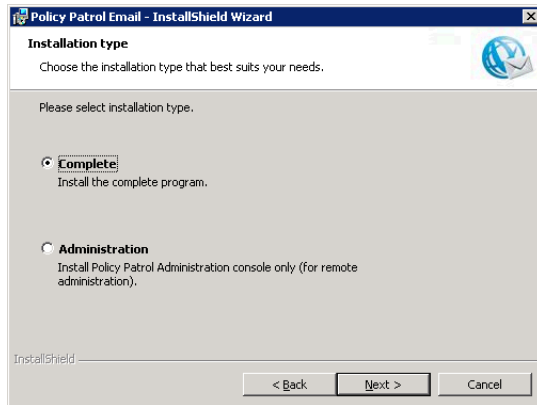 Policy Patrol Email - InstallShield Wizard
Installation type
Choose the installation type that best suits your needs.
Please select installation type.
Complete
Install the complete program.
Administration
Install Policy Patrol Administration console only (for remote
administration).
InstallShield
< Back
Next >
Cancel